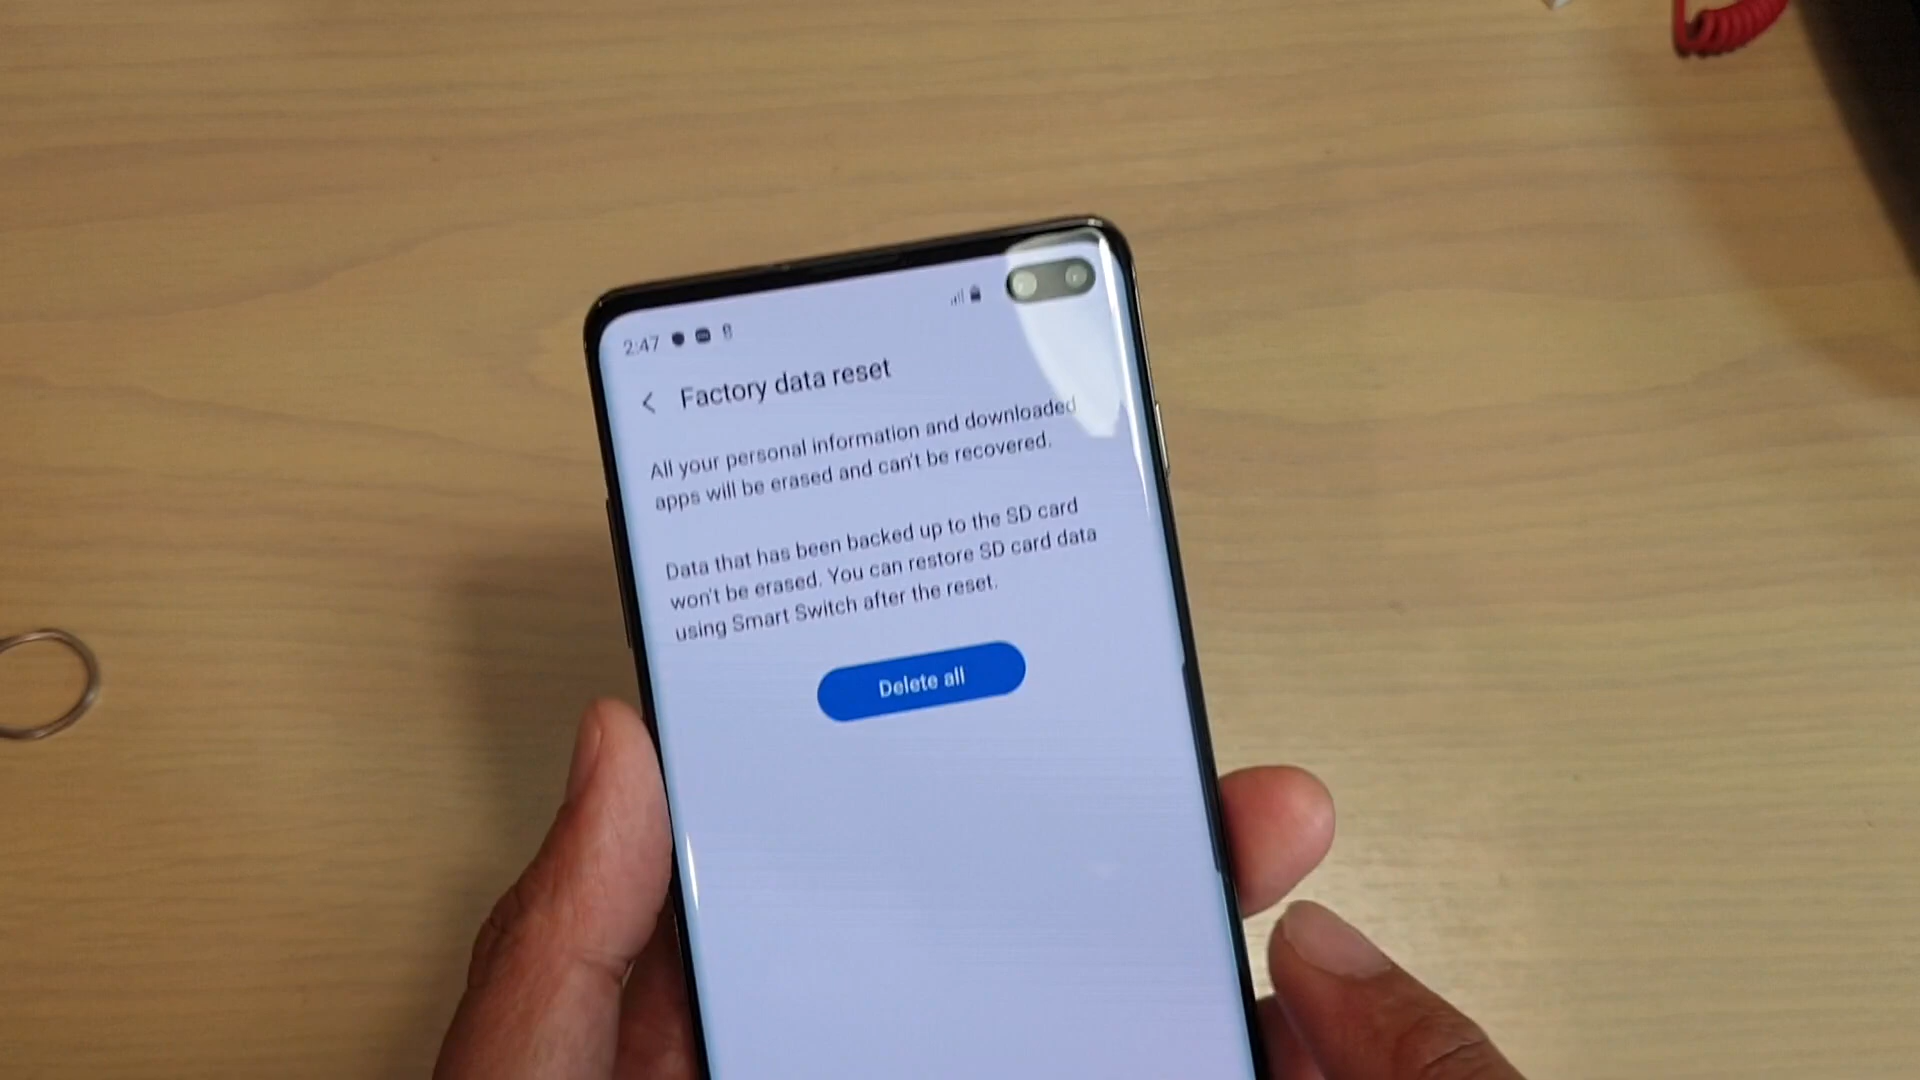 2:47
Factory data reset
All your personal information and downloaded
apps will be erased and can't be recovered.
Data that has been backed up to the SD card
won't be erased. You can restore SD card data
using Smart Switch after the reset.
Delete all